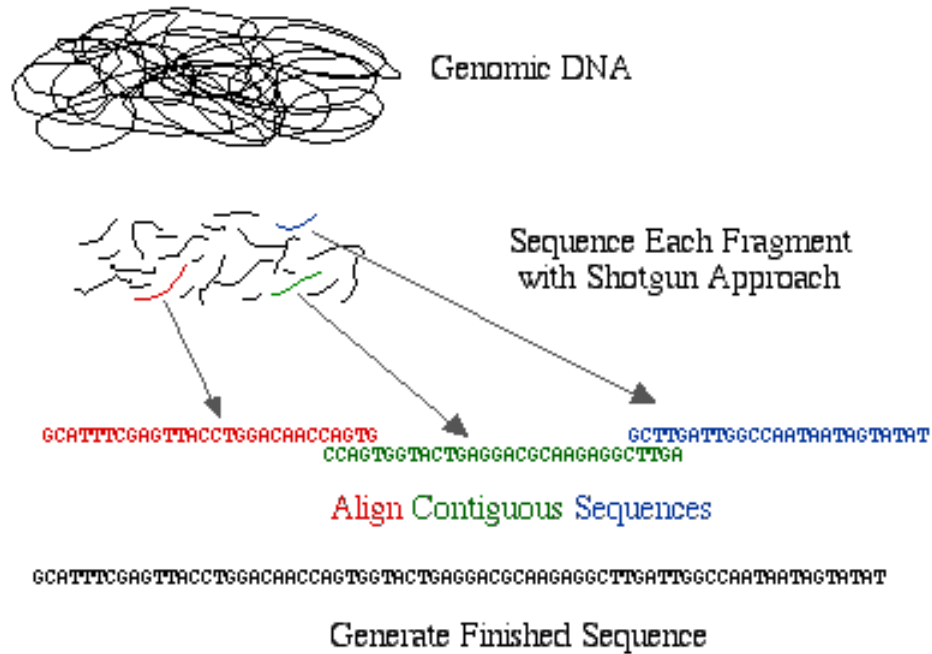 Genomic DNA
Sequence Each Fragment
with Shotgun Approach
GCATTTCGAGTTACCTGGACAACCAGTG
GCTTGATTGGCCAATAATAGTATAT
CCAGTGGTACTGAGGACGCAAGAGGCTTGA
Align Contiguous Sequences
GCATTTCGAGTTACCTGGACAACCAGTGGTACTGAGGACGCAAGAGGCTTGATTGGCCAATAATAGTATAT
Generate Finished Sequence